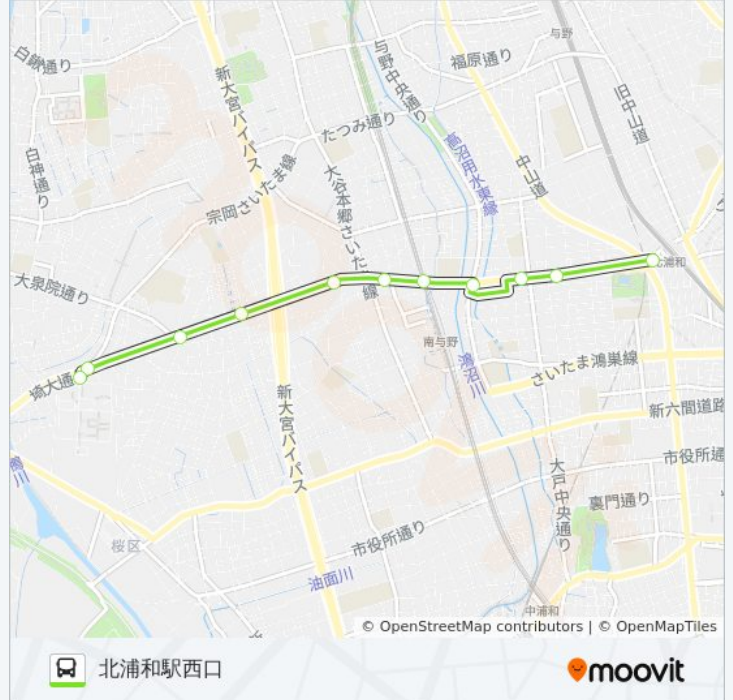 白鍬通り
与野
福原通り
新大宮バイパス
与野中央通り
旧中山道
たつみ通り
高沼用水東縁
白神通り
宗岡さいたま線
大谷本郷さいたま線
中山道
北浦和
大泉院通り
南与野
鴻沼川
さいたま鴻巣線
埼大通
新大宮バイパス
新六間道路
市役所通
鴨川
大戸中央通り
裏門通り
市役所通り
桜区
油面川
中浦和
© OpenStreetMap contributors | © OpenMapTiles
北浦和駅西口
moovit